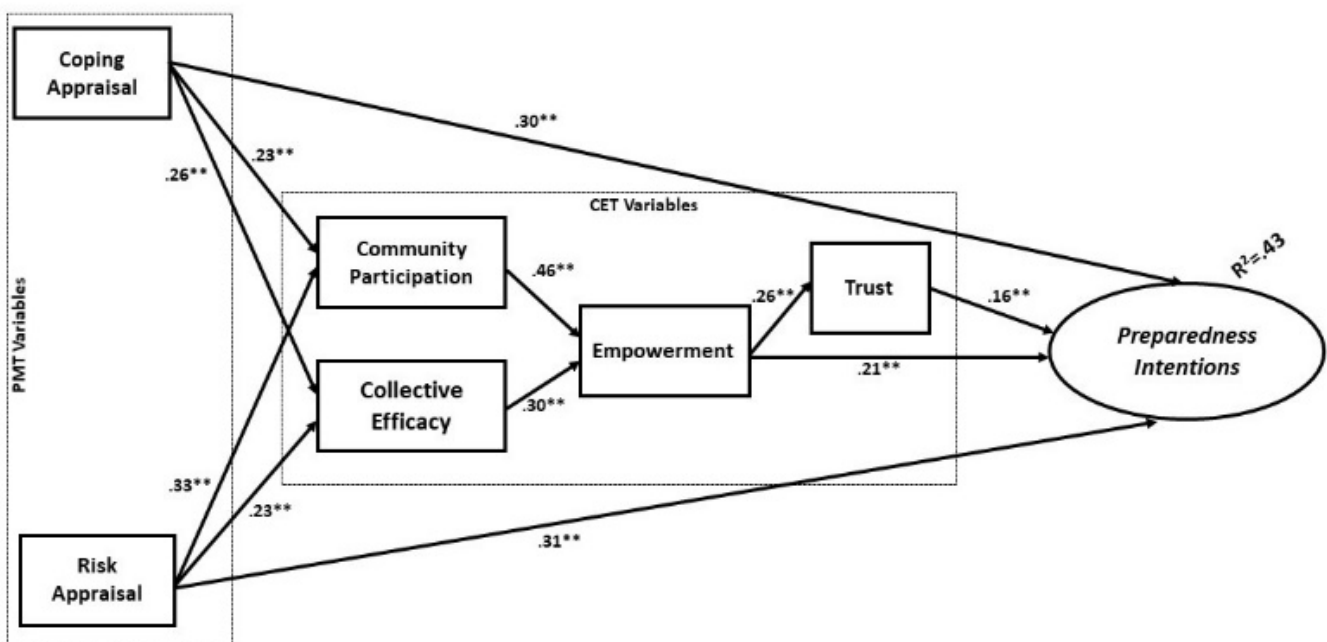 Coping
Appraisal
.30**
.23**
.26**
CET Variables
Community
Participation
.46**
Trust
.26**
.16**
R²=.43
Preparedness
Intentions
Empowerment
.21**
PMT Variables
Collective
Efficacy
.30**
.33**
.23**
.31**
Risk
Appraisal